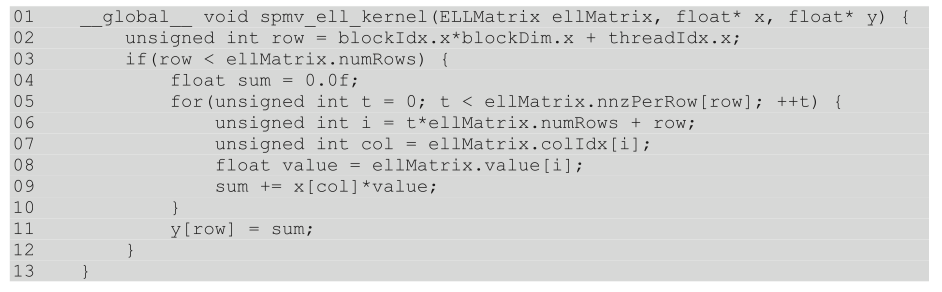 01 __global__ void spmv_ell_kernel(ELLMatrix ellMatrix, float* x, float* y) {
02 unsigned int row = blockIdx.x*blockDim.x + threadIdx.x;
03 if(row < ellMatrix.numRows) {
04 float sum = 0.0f;
05 for(unsigned int t = 0; t < ellMatrix.nnzPerRow[row]; ++t) {
06 unsigned int i = t*ellMatrix.numRows + row;
07 unsigned int col = ellMatrix.colIdx[i];
08 float value = ellMatrix.value[i];
09 sum += x[col]*value;
10 }
11 y[row] = sum;
12 }
13 }